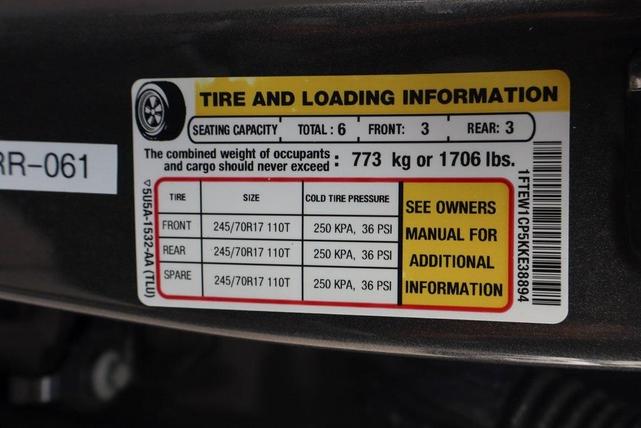 TIRE AND LOADING INFORMATION
SEATING CAPACITY TOTAL: 6 FRONT: 3 REAR: 3
The combined weight of occupants
and cargo should never exceed : 773 kg or 1706 lbs.
TIRE SIZE COLD TIRE PRESSURE
FRONT 245/70R17 110T 250 KPA, 36 PSI
REAR 245/70R17 110T 250 KPA, 36 PSI
SPARE 245/70R17 110T 250 KPA, 36 PSI
SEE OWNERS
MANUAL FOR
ADDITIONAL
INFORMATION
▽5U5A-1532-AA (TLU)
1FTEW1CP5KKE38894
RR-061